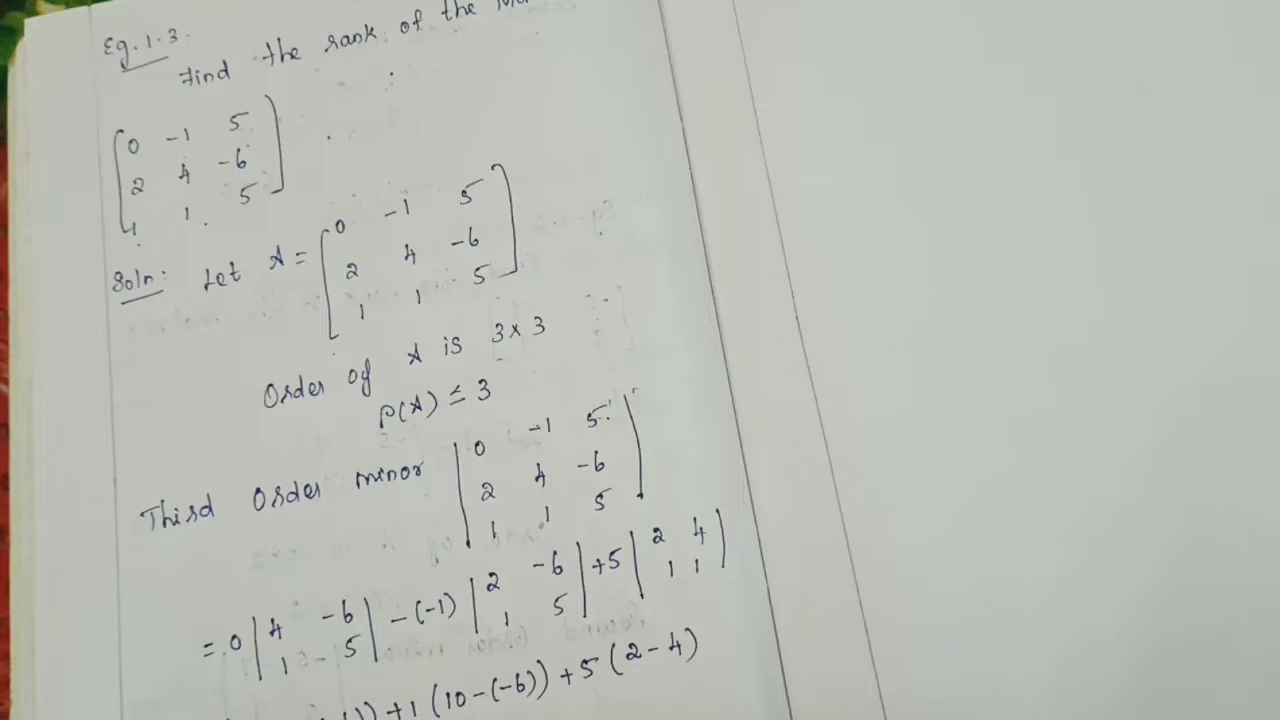 Eg. 1.3.
Find the rank of the
0 -1 5
2 4 -6
1 1 5
Soln: Let A =
0 -1 5
2 4 -6
1 1 5
Order of A is 3 × 3
P(A) ≤ 3
Third Order minor
0 -1 5
2 4 -6
1 1 5
= 0 | 4 -6 | - (-1) | 2 -6 | + 5 | 2 4 |
| 1 5 | | 1 5 | | 1 1 |
)) + 1 (10 - (-6)) + 5 (2 - 4)